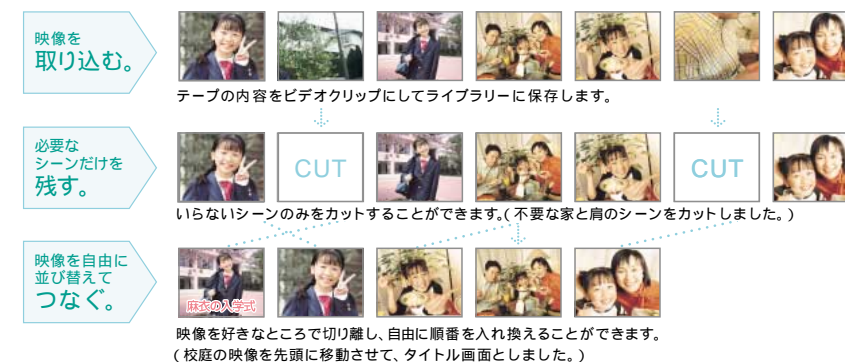 映像を
取り込む。
テープの内容をビデオクリップにしてライブラリーに保存します。
必要な
シーンだけを
残す。
CUT
CUT
いらないシーンのみをカットすることができます。(不要な家と肩のシーンをカットしました。)
映像を自由に
並び替えて
つなぐ。
麻衣の入学式
映像を好きなところで切り離し、自由に順番を入れ換えることができます。
(校庭の映像を先頭に移動させて、タイトル画面としました。)